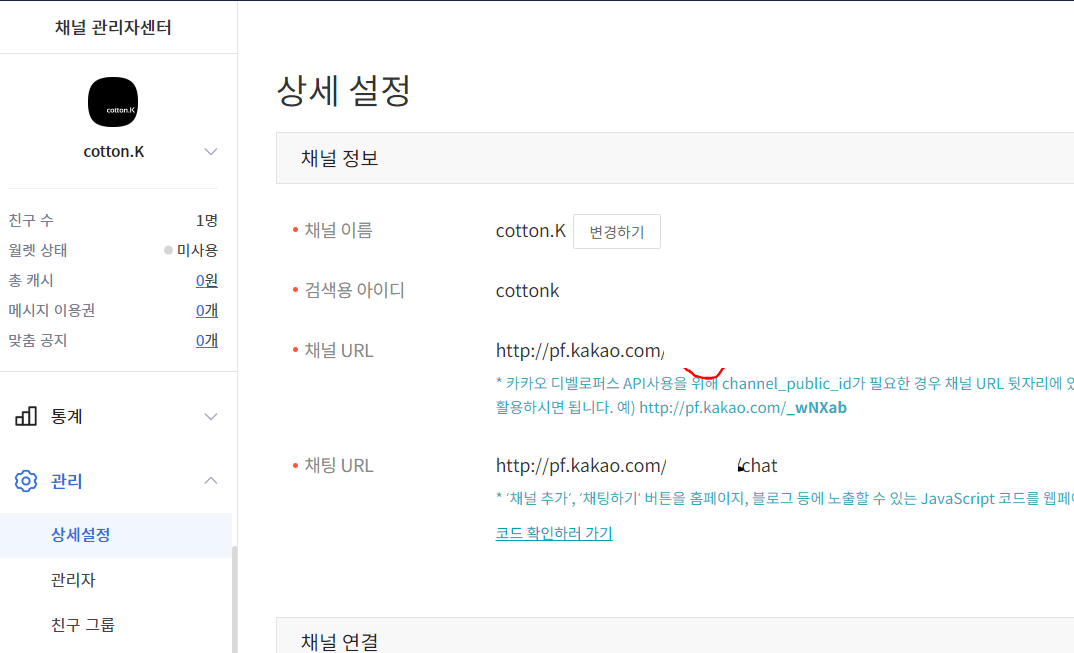 채널 관리자센터
cotton.K
cotton.K
친구 수 1명
월렛 상태 미사용
총 캐시 0원
메시지 이용권 0개
맞춤 공지 0개
통계
관리
상세설정
관리자
친구 그룹
상세 설정
채널 정보
• 채널 이름 cotton.K 변경하기
• 검색용 아이디 cottonk
• 채널 URL http://pf.kakao.com/
* 카카오 디벨로퍼스 API사용을 위해 channel_public_id가 필요한 경우 채널 URL 뒷자리에
활용하시면 됩니다. 예) http://pf.kakao.com/_wNXab
• 채팅 URL http://pf.kakao.com/ /chat
* '채널 추가', '채팅하기' 버튼을 홈페이지, 블로그 등에 노출할 수 있는 JavaScript 코드를
코드 확인하러 가기
채널 연결